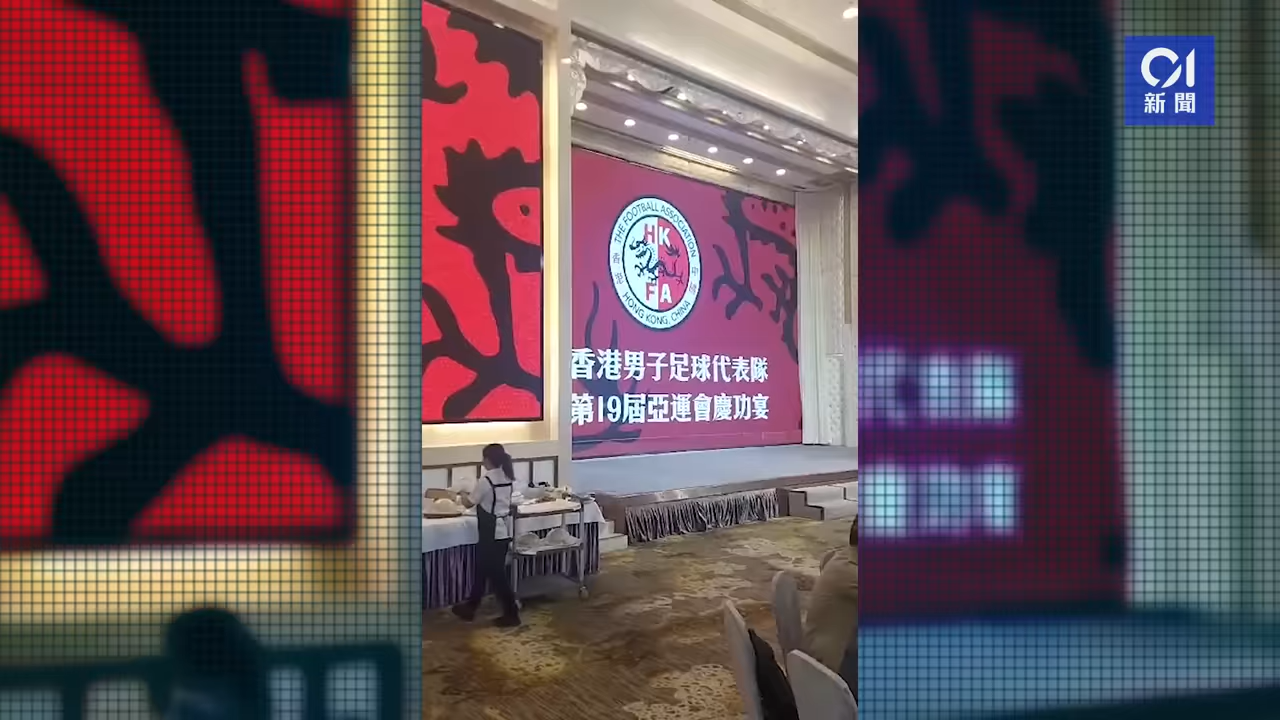 01
新聞
THE FOOTBALL ASSOCIATION
HK
FA
HONG KONG, CHINA
香港男子足球代表隊
第19屆亞運會慶功宴